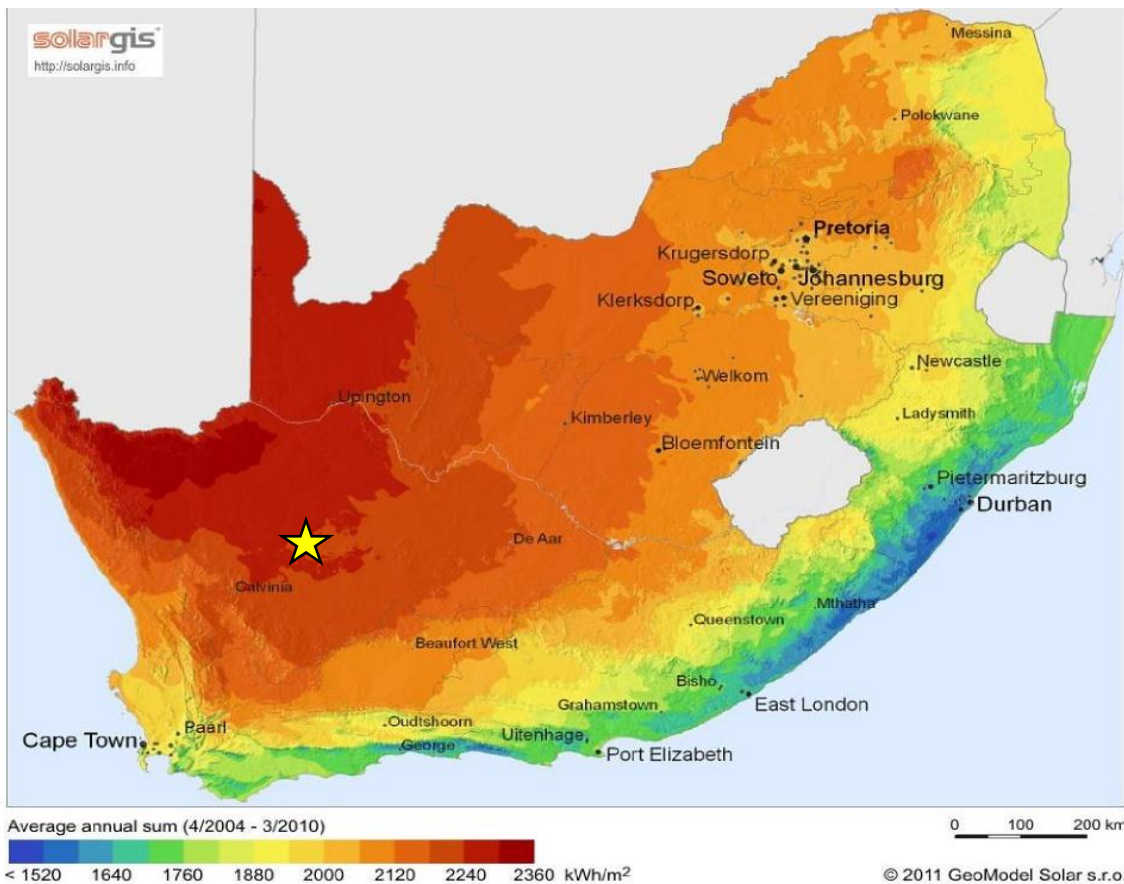 solargis
http://solargis.info
Messina
Polokwane
Pretoria
Krugersdorp
Soweto Johannesburg
Klerksdorp Vereeniging
Newcastle
Welkom
Upington
Kimberley
Ladysmith
Bloemfontein
Pietermaritzburg
Durban
De Aar
Calvinia
Mthatha
Queenstown
Beaufort West
Bisho
Grahamstown
East London
Oudtshoorn
Paarl
Uitenhage
Cape Town
George
Port Elizabeth
Average annual sum (4/2004 - 3/2010)
0 100 200 km
< 1520 1640 1760 1880 2000 2120 2240 2360 kWh/m²
© 2011 GeoModel Solar s.r.o.